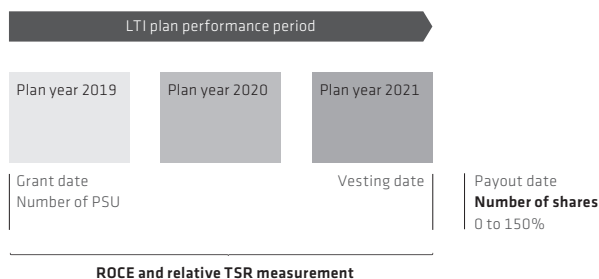 LTI plan performance period
Plan year 2019
Plan year 2020
Plan year 2021
Grant date
Number of PSU
Vesting date
Payout date
Number of shares
0 to 150%
ROCE and relative TSR measurement